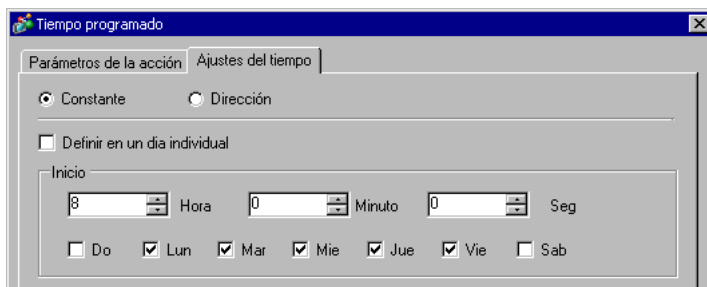 Tiempo programado
Parámetros de la acción Ajustes del tiempo
Constante Dirección
Definir en un dia individual
Inicio
8 Hora 0 Minuto 0 Seg
Do Lun Mar Mie Jue Vie Sab